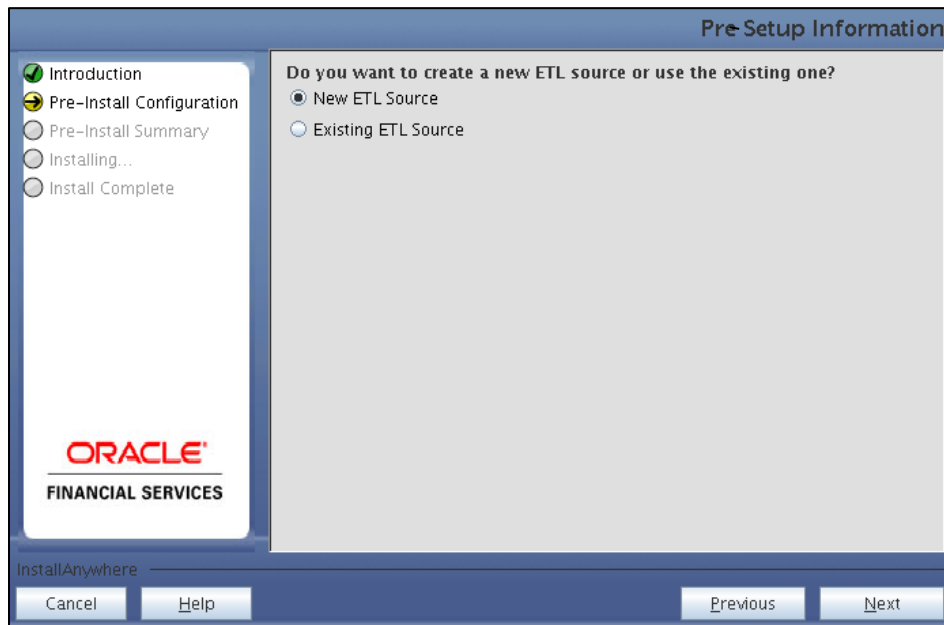 Pre-Setup Information
Introduction
Pre-Install Configuration
Pre-Install Summary
Installing...
Install Complete
Do you want to create a new ETL source or use the existing one?
New ETL Source
Existing ETL Source
ORACLE'
FINANCIAL SERVICES
InstallAnywhere
Cancel
Help
Previous
Next